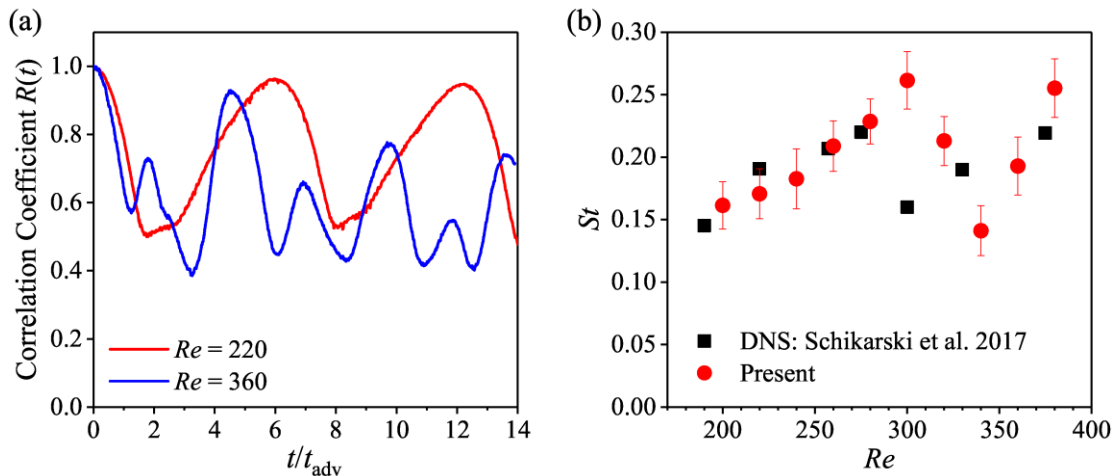 (a)
Correlation Coefficient R(t)
1.0
0.8
0.6
0.4
0.2
0.0
Re = 220
Re = 360
0 2 4 6 8 10 12 14
t/t_adv
(b)
St
0.30
0.25
0.20
0.15
0.10
0.05
0.00
DNS: Schikarski et al. 2017
Present
200 250 300 350 400
Re